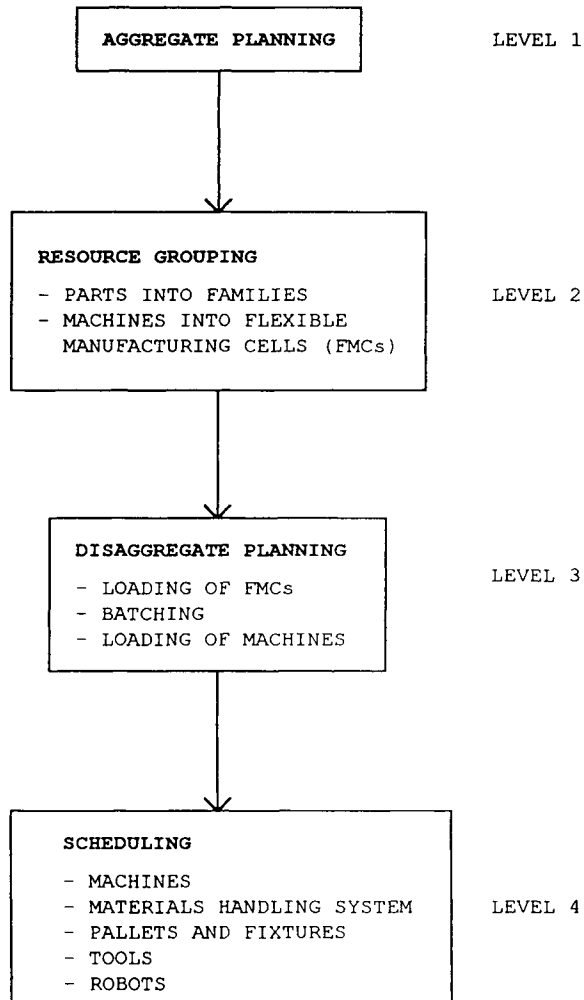 AGGREGATE PLANNING LEVEL 1
RESOURCE GROUPING
- PARTS INTO FAMILIES LEVEL 2
- MACHINES INTO FLEXIBLE
MANUFACTURING CELLS (FMCs)
DISAGGREGATE PLANNING
- LOADING OF FMCs LEVEL 3
- BATCHING
- LOADING OF MACHINES
SCHEDULING
- MACHINES
- MATERIALS HANDLING SYSTEM LEVEL 4
- PALLETS AND FIXTURES
- TOOLS
- ROBOTS